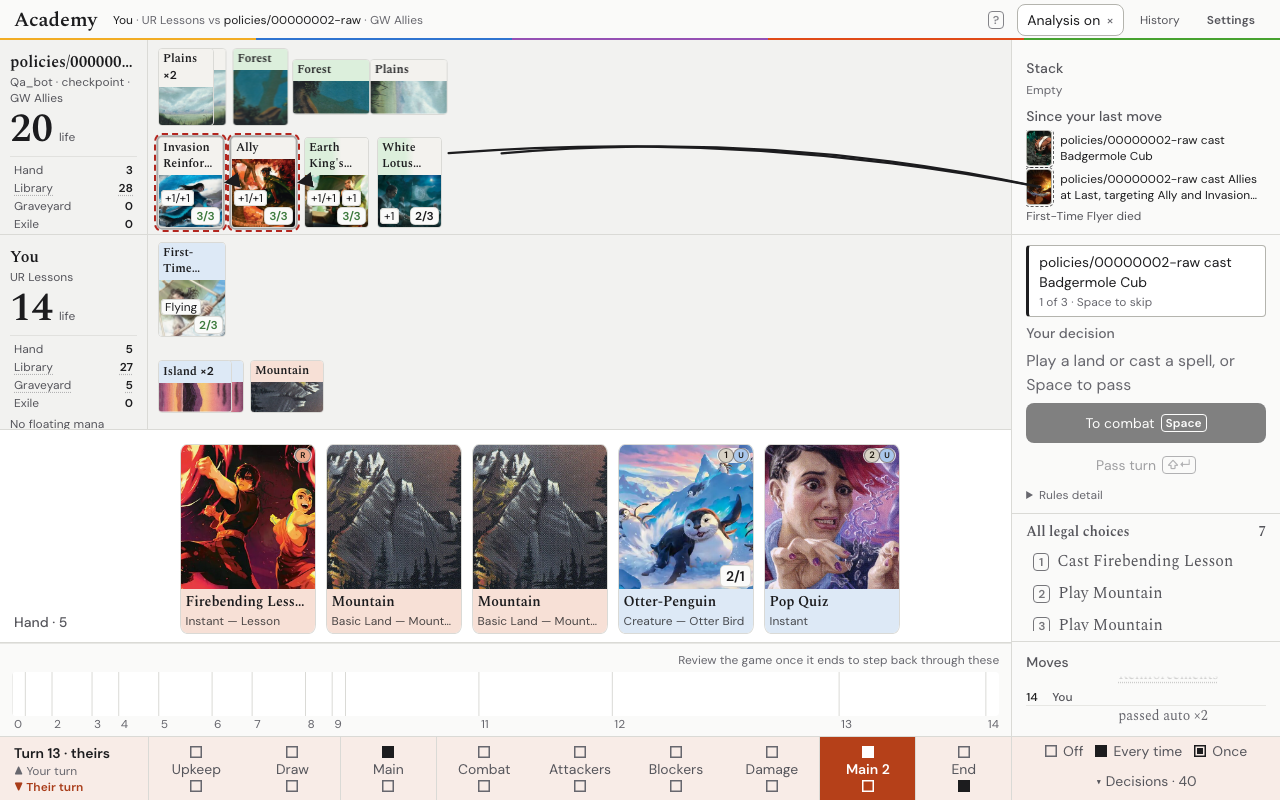 Academy
You · UR Lessons vs policies/00000002-raw · GW Allies
?
Analysis on ×
History
Settings
policies/000000...
Qa_bot · checkpoint ·
GW Allies
20 life
Hand 3
Library 28
Graveyard 0
Exile 0
Plains
×2
Forest
Forest
Plains
Invasion
Reinfor...
+1/+1
3/3
Ally
+1/+1
3/3
Earth
King's...
+1/+1
+1
3/3
White
Lotus...
+1
2/3
You
UR Lessons
14 life
Hand 5
Library 27
Graveyard 5
Exile 0
No floating mana
First-
Time...
Flying
2/3
Island ×2
Mountain
Hand · 5
R
Firebending Less...
Instant — Lesson
Mountain
Basic Land — Mount...
Mountain
Basic Land — Mount...
1 U
2/1
Otter-Penguin
Creature — Otter Bird
2 U
Pop Quiz
Instant
Stack
Empty
Since your last move
policies/00000002-raw cast
Badgermole Cub
policies/00000002-raw cast Allies
at Last, targeting Ally and Invasion...
First-Time Flyer died
policies/00000002-raw cast
Badgermole Cub
1 of 3 · Space to skip
Your decision
Play a land or cast a spell, or
Space to pass
To combat Space
Pass turn
Rules detail
All legal choices 7
1 Cast Firebending Lesson
2 Play Mountain
3 Play Mountain
Moves
14 You
passed auto ×2
Review the game once it ends to step back through these
0 2 3 4 5 6 7 8 9 11 12 13 14
Turn 13 · theirs
Your turn
Their turn
Upkeep
Draw
Main
Combat
Attackers
Blockers
Damage
Main 2
End
Off
Every time
Once
Decisions · 40